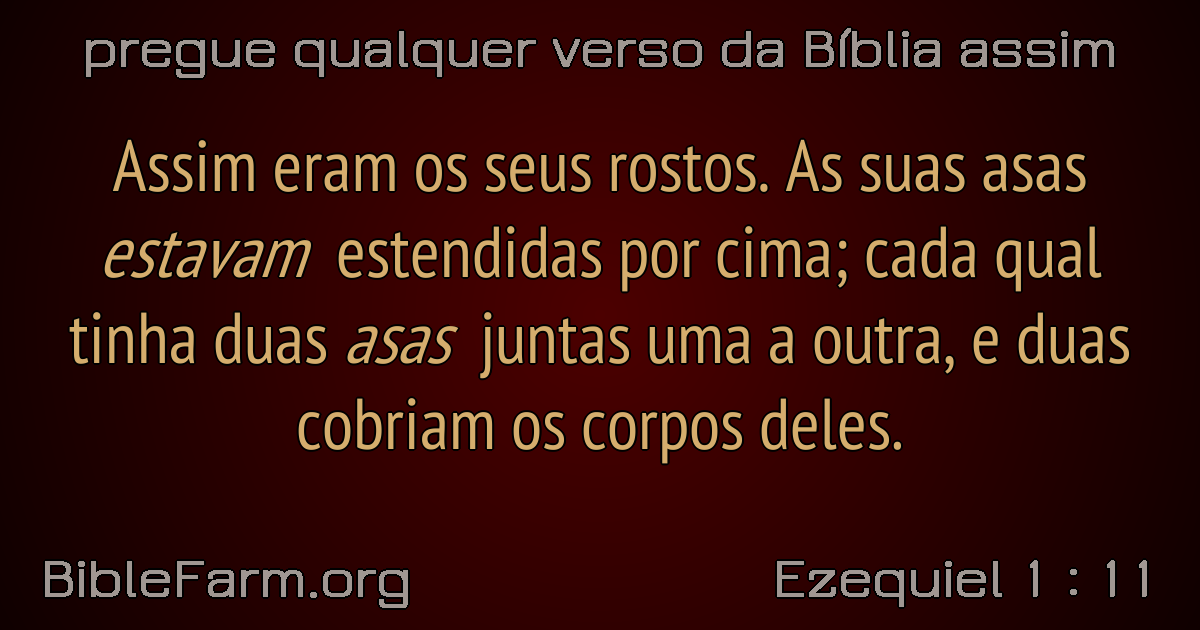 pregue qualquer verso da Bíblia assim
Assim eram os seus rostos. As suas asas
estavam estendidas por cima; cada qual
tinha duas asas juntas uma a outra, e duas
cobriam os corpos deles.
BibleFarm.org
Ezequiel 1 : 11